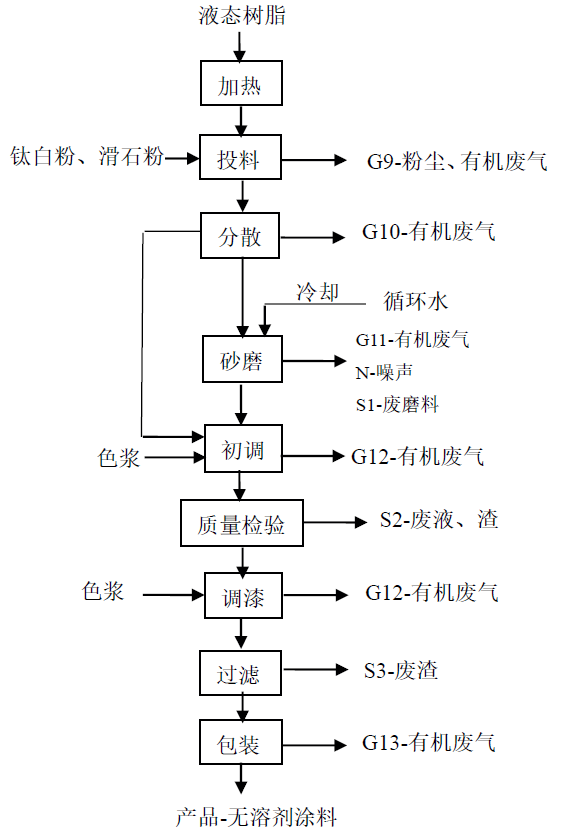 液态树脂
加热
钛白粉、滑石粉
投料
G9-粉尘、有机废气
分散
G10-有机废气
冷却
循环水
砂磨
G11-有机废气
N-噪声
S1-废磨料
色浆
初调
G12-有机废气
质量检验
S2-废液、渣
色浆
调漆
G12-有机废气
过滤
S3-废渣
包装
G13-有机废气
产品-无溶剂涂料